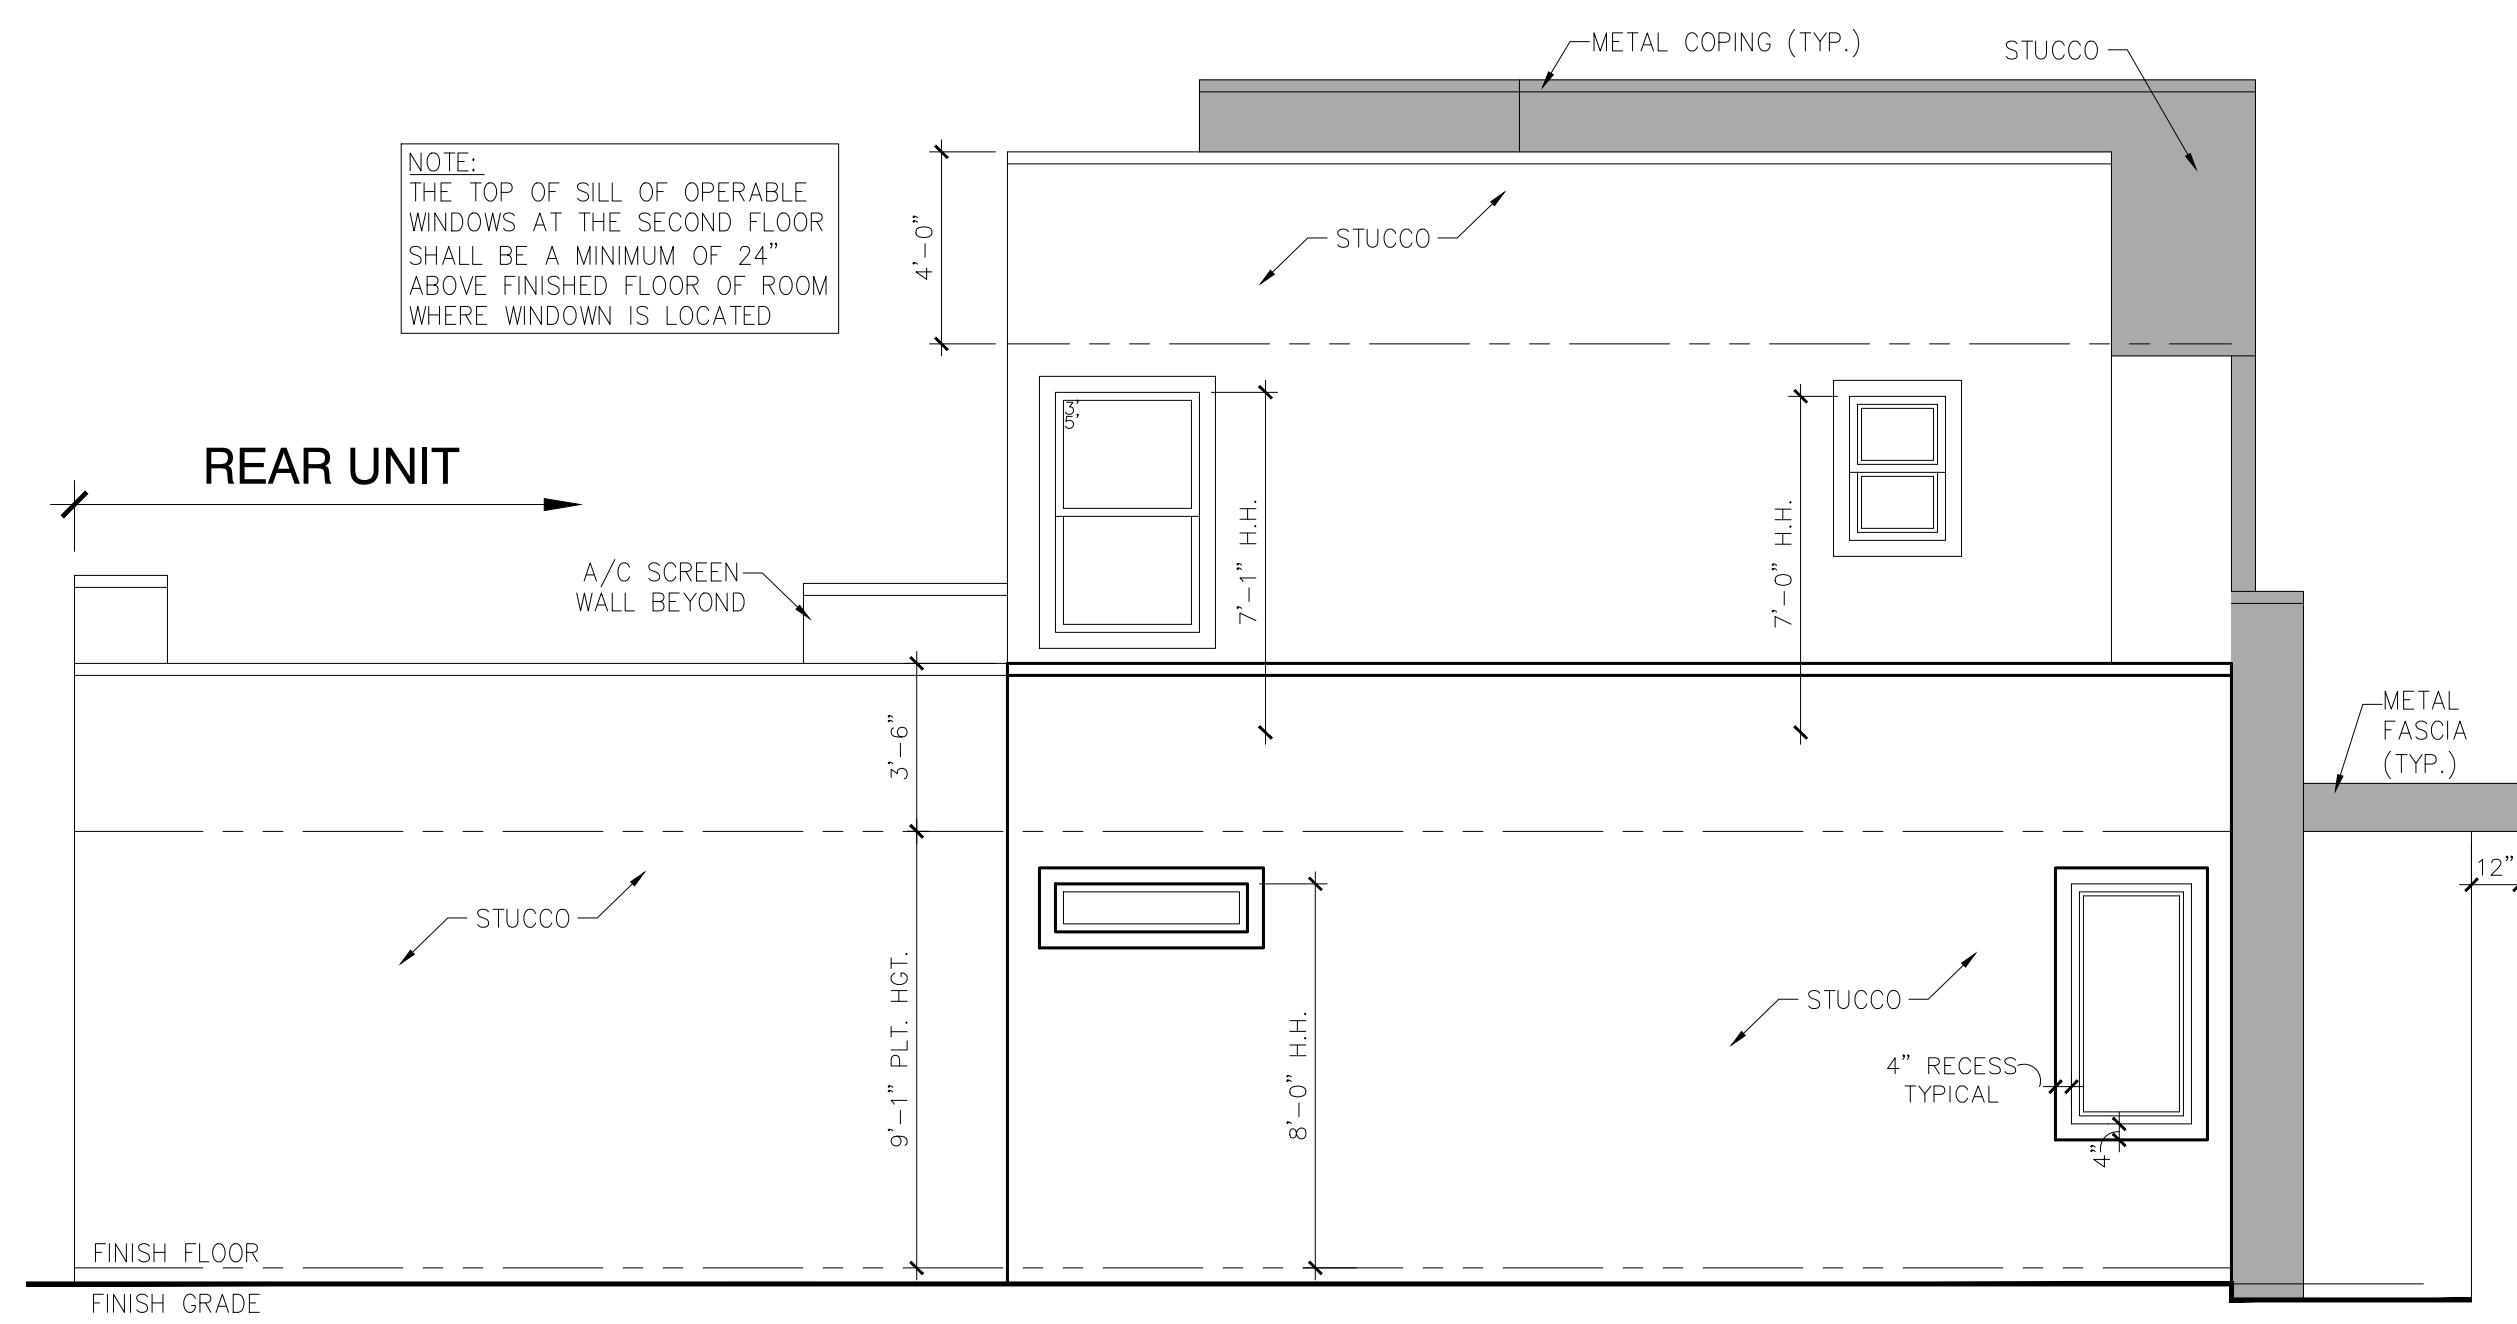 METAL COPING (TYP.)
STUCCO
NOTE:
THE TOP OF SILL OF OPERABLE
WINDOWS AT THE SECOND FLOOR
SHALL BE A MINIMUM OF 24"
ABOVE FINISHED FLOOR OF ROOM
WHERE WINDOWN IS LOCATED
4'-0"
STUCCO
3'
5'
REAR UNIT
7'-1" H.H.
7'-0" H.H.
A/C SCREEN
WALL BEYOND
3'-6"
METAL
FASCIA
(TYP.)
12"
STUCCO
9'-1" PLT. HGT.
8'-0" H.H.
STUCCO
4" RECESS
TYPICAL
4"
FINISH FLOOR
FINISH GRADE